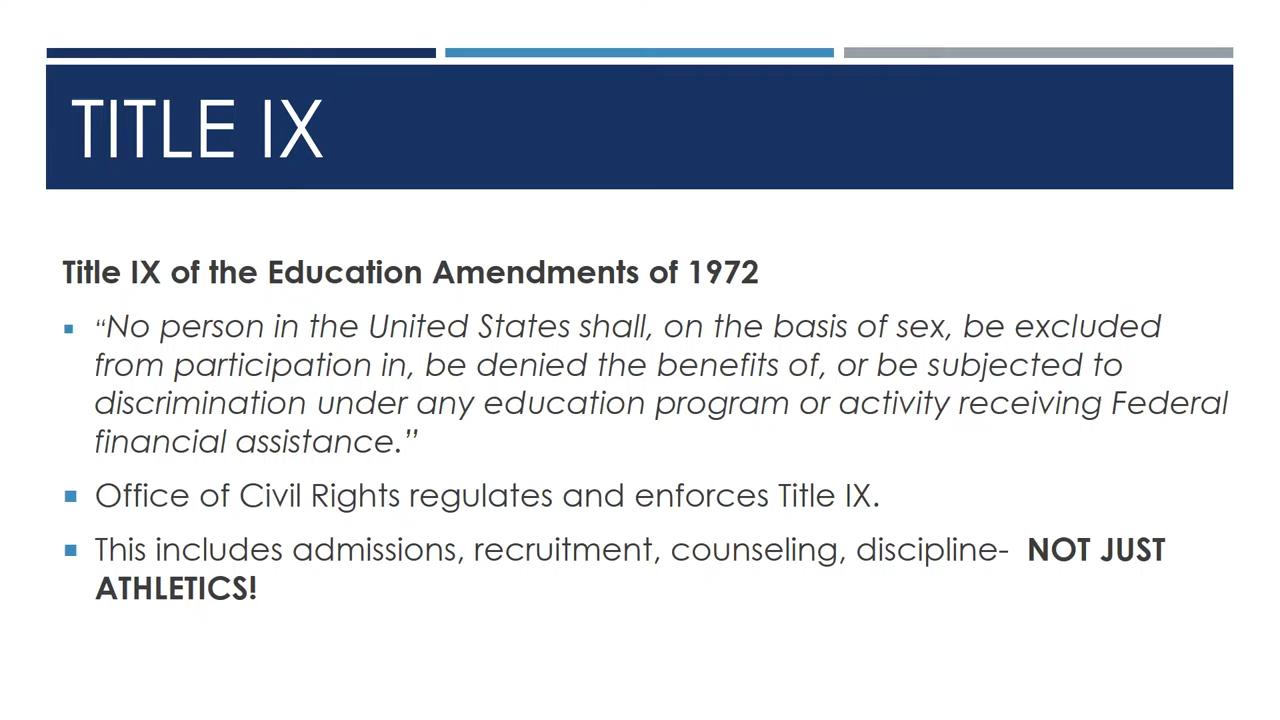 TITLE IX
Title IX of the Education Amendments of 1972
▪ “No person in the United States shall, on the basis of sex, be excluded
from participation in, be denied the benefits of, or be subjected to
discrimination under any education program or activity receiving Federal
financial assistance.”
▪ Office of Civil Rights regulates and enforces Title IX.
▪ This includes admissions, recruitment, counseling, discipline- NOT JUST
ATHLETICS!